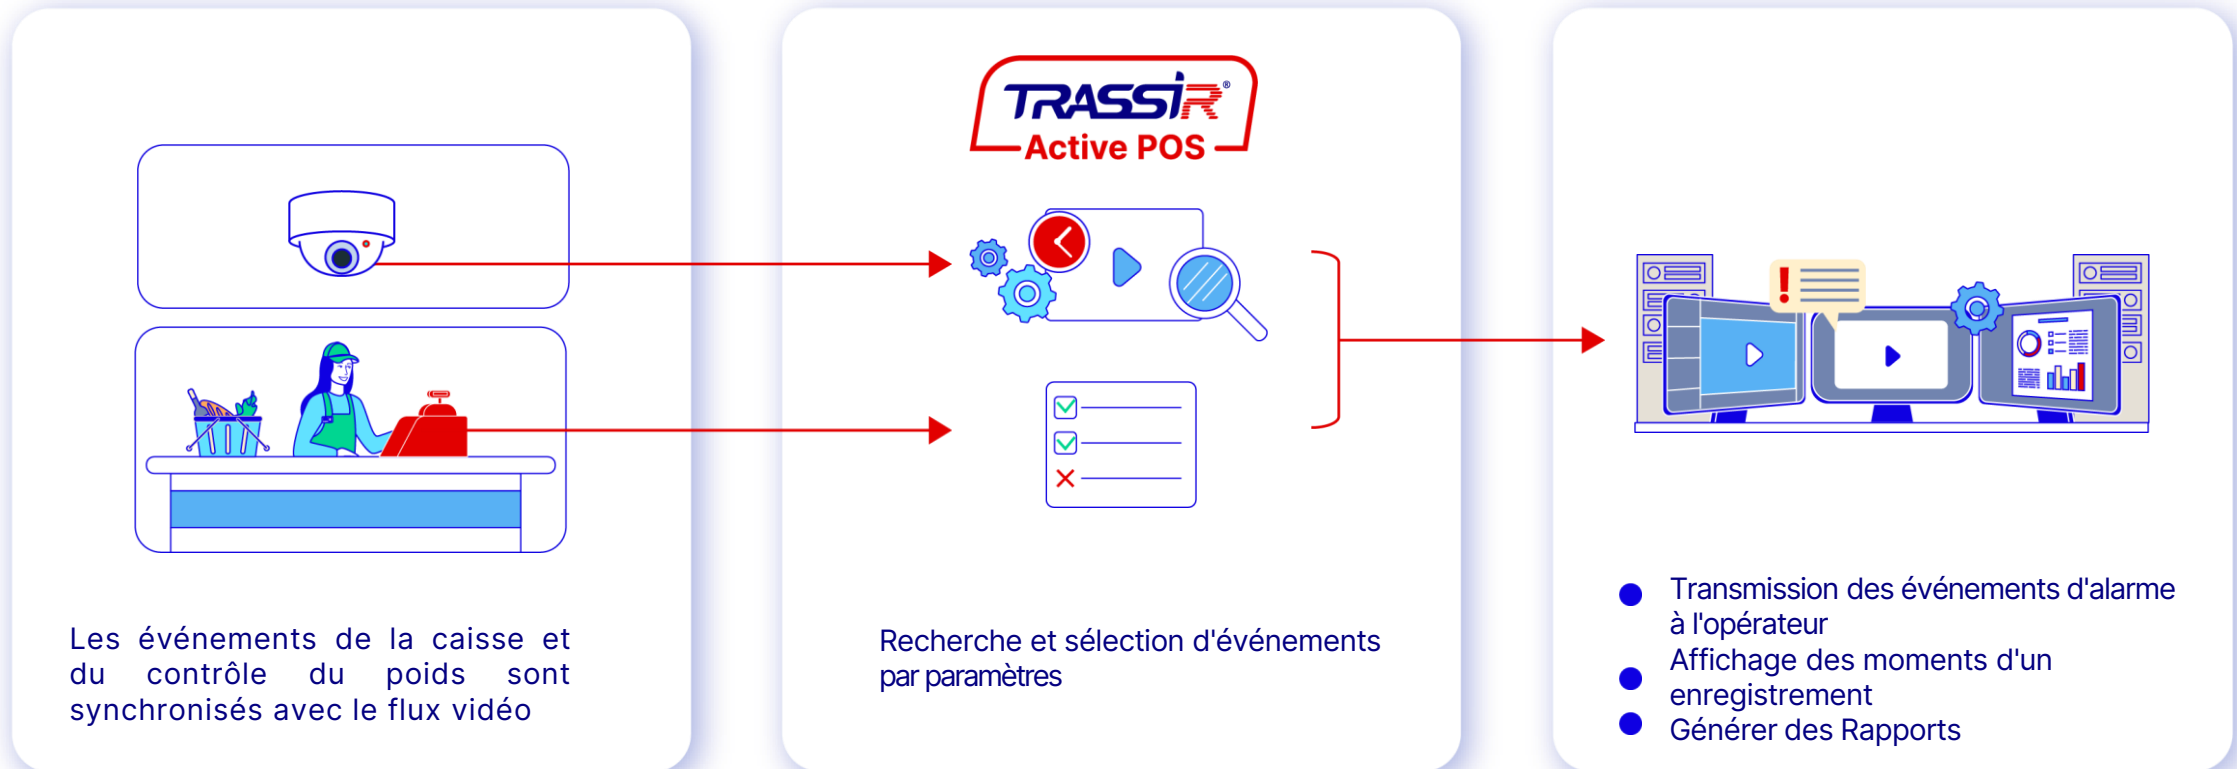 TRASSIR®
Active POS
Les événements de la caisse et
du contrôle du poids sont
synchronisés avec le flux vidéo
Recherche et sélection d'événements
par paramètres
Transmission des événements d'alarme
à l'opérateur
Affichage des moments d'un
enregistrement
Générer des Rapports